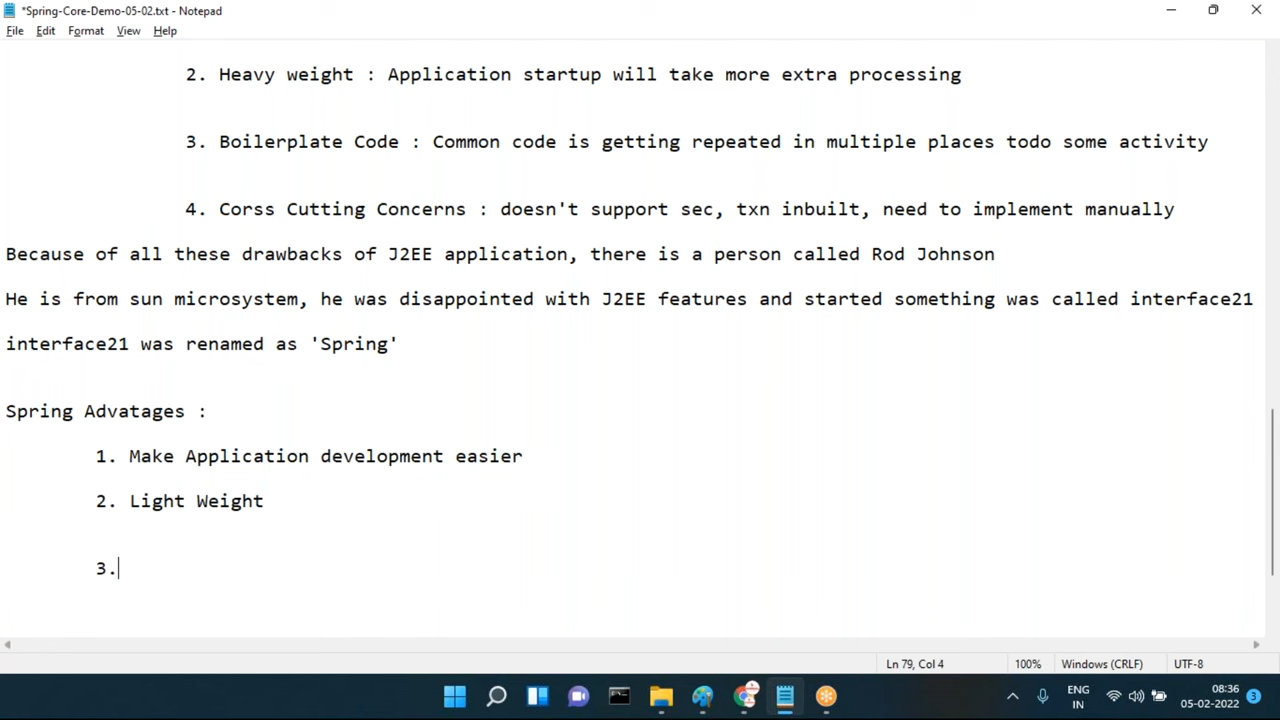 *Spring-Core-Demo-05-02.txt - Notepad
File Edit Format View Help
2. Heavy weight : Application startup will take more extra processing
3. Boilerplate Code : Common code is getting repeated in multiple places todo some activity
4. Corss Cutting Concerns : doesn't support sec, txn inbuilt, need to implement manually
Because of all these drawbacks of J2EE application, there is a person called Rod Johnson
He is from sun microsystem, he was disappointed with J2EE features and started something was called interface21
interface21 was renamed as 'Spring'
Spring Advatages :
1. Make Application development easier
2. Light Weight
3.
Ln 79, Col 4 100% Windows (CRLF) UTF-8
ENG 08:36
IN 05-02-2022 3